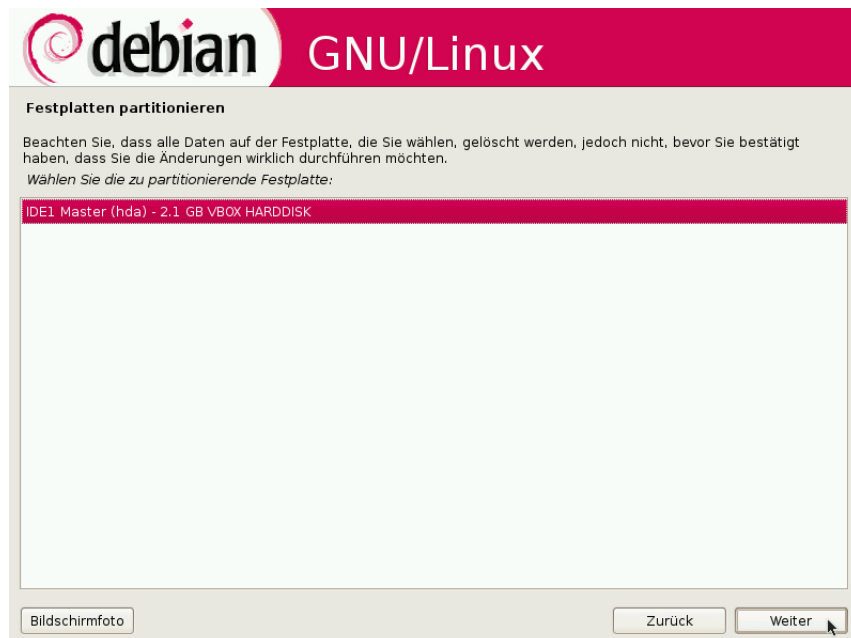 debian GNU/Linux
Festplatten partitionieren
Beachten Sie, dass alle Daten auf der Festplatte, die Sie wählen, gelöscht werden, jedoch nicht, bevor Sie bestätigt
haben, dass Sie die Änderungen wirklich durchführen möchten.
Wählen Sie die zu partitionierende Festplatte:
IDE1 Master (hda) - 2.1 GB VBOX HARDDISK
Bildschirmfoto
Zurück
Weiter